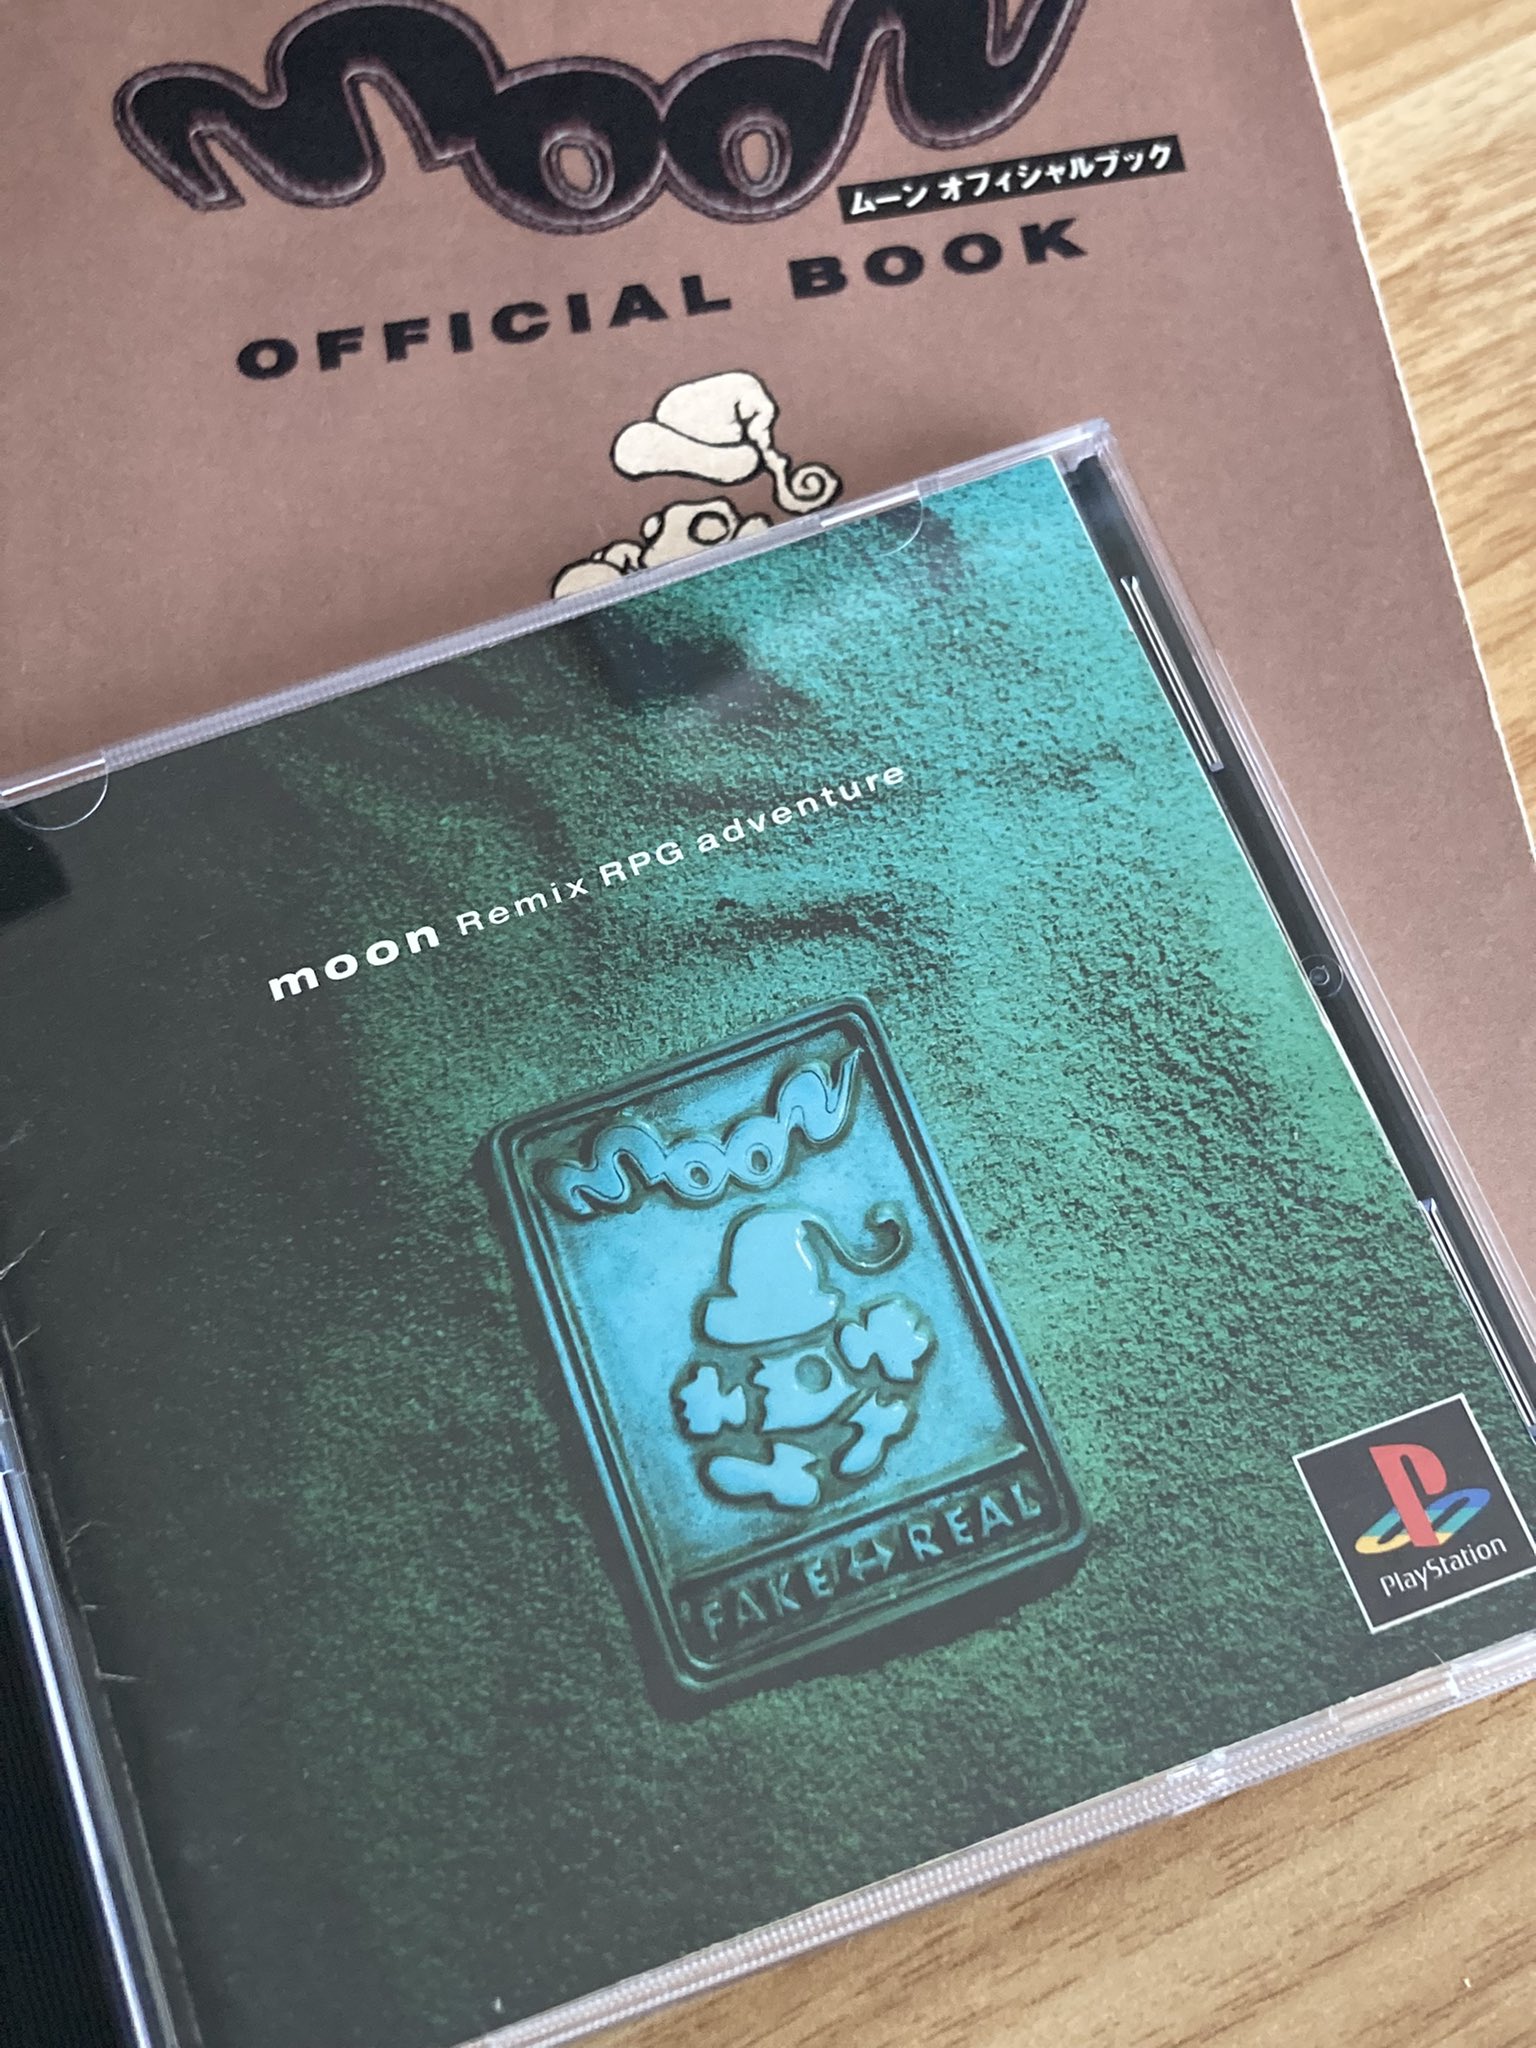 moon
ムーン オフィシャルブック
OFFICIAL BOOK
moon Remix RPG adventure
moon
FAKE↔REAL
PlayStation